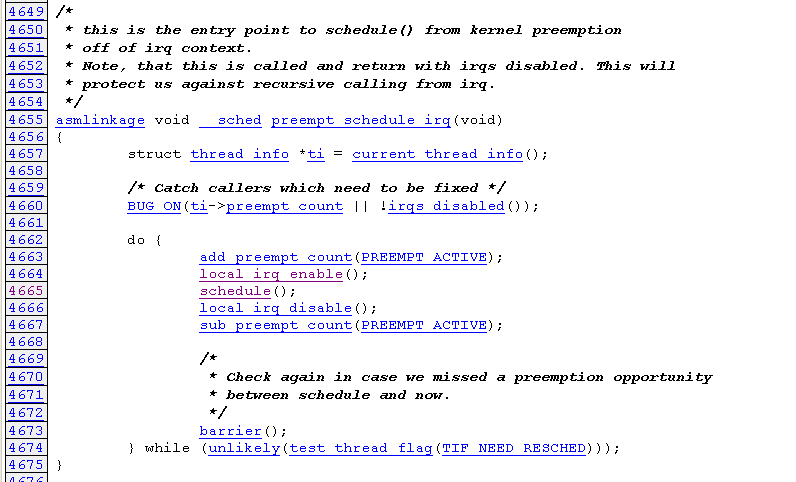 4649 /*
4650  * this is the entry point to schedule() from kernel preemption
4651  * off of irq context.
4652  * Note, that this is called and return with irqs disabled. This will
4653  * protect us against recursive calling from irq.
4654  */
4655 asmlinkage void __sched preempt_schedule_irq(void)
4656 {
4657         struct thread_info *ti = current_thread_info();
4658
4659         /* Catch callers which need to be fixed */
4660         BUG_ON(ti->preempt_count || !irqs_disabled());
4661
4662         do {
4663                 add_preempt_count(PREEMPT_ACTIVE);
4664                 local_irq_enable();
4665                 schedule();
4666                 local_irq_disable();
4667                 sub_preempt_count(PREEMPT_ACTIVE);
4668
4669                 /*
4670                  * Check again in case we missed a preemption opportunity
4671                  * between schedule and now.
4672                  */
4673                 barrier();
4674         } while (unlikely(test_thread_flag(TIF_NEED_RESCHED)));
4675 }